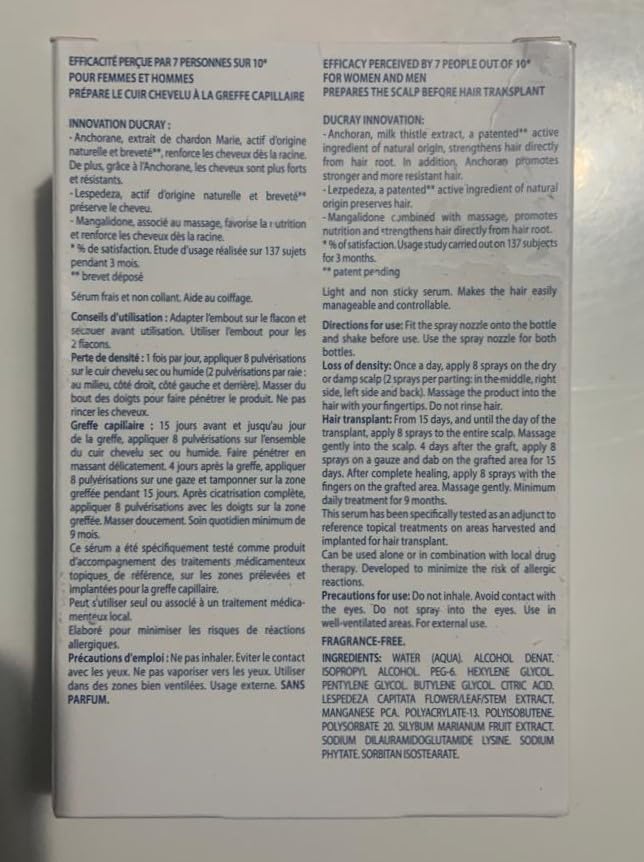 EFFICACITÉ PERÇUE PAR 7 PERSONNES SUR 10*
POUR FEMMES ET HOMMES
PRÉPARE LE CUIR CHEVELU À LA GREFFE CAPILLAIRE
INNOVATION DUCRAY :
- Anchorane, extrait de chardon Marie, actif d'origine
naturelle et breveté**, renforce les cheveux dès la racine.
De plus, grâce à l'Anchorane, les cheveux sont plus forts
et résistants.
- Lespedeza, actif d'origine naturelle et breveté**
préserve le cheveu.
- Mangalidone, associé au massage, favorise la nutrition
et renforce les cheveux dès la racine.
* % de satisfaction. Etude d'usage réalisée sur 137 sujets
pendant 3 mois.
** brevet déposé
Sérum frais et non collant. Aide au coiffage.
Conseils d'utilisation : Adapter l'embout sur le flacon et
secouer avant utilisation. Utiliser l'embout pour les
2 flacons.
Perte de densité : 1 fois par jour, appliquer 8 pulvérisations
sur le cuir chevelu sec ou humide (2 pulvérisations par raie :
au milieu, côté droit, côté gauche et derrière). Masser du
bout des doigts pour faire pénétrer le produit. Ne pas
rincer les cheveux.
Greffe capillaire : 15 jours avant et jusqu'au jour
de la greffe, appliquer 8 pulvérisations sur l'ensemble
du cuir chevelu sec ou humide. Faire pénétrer en
massant délicatement. 4 jours après la greffe, appliquer
8 pulvérisations sur une gaze et tamponner sur la zone
greffée pendant 15 jours. Après cicatrisation complète,
appliquer 8 pulvérisations avec les doigts sur la zone
greffée. Masser doucement. Soin quotidien minimum de
9 mois.
Ce sérum a été spécifiquement testé comme produit
d'accompagnement des traitements médicamenteux
topiques de référence, sur les zones prélevées et
implantées pour la greffe capillaire.
Peut s'utiliser seul ou associé à un traitement médica-
menteux local.
Elaboré pour minimiser les risques de réactions
allergiques.
Précautions d'emploi : Ne pas inhaler. Eviter le contact
avec les yeux. Ne pas vaporiser vers les yeux. Utiliser
dans des zones bien ventilées. Usage externe. SANS
PARFUM.
EFFICACY PERCEIVED BY 7 PEOPLE OUT OF 10*
FOR WOMEN AND MEN
PREPARES THE SCALP BEFORE HAIR TRANSPLANT
DUCRAY INNOVATION:
- Anchoran, milk thistle extract, a patented** active
ingredient of natural origin, strengthens hair directly
from hair root. In addition, Anchoran promotes
stronger and more resistant hair.
- Lezpedeza, a patented** active ingredient of natural
origin preserves hair.
- Mangalidone combined with massage, promotes
nutrition and strengthens hair directly from hair root.
* % of satisfaction. Usage study carried out on 137 subjects
for 3 months.
** patent pending
Light and non sticky serum. Makes the hair easily
manageable and controllable.
Directions for use: Fit the spray nozzle onto the bottle
and shake before use. Use the spray nozzle for both
bottles.
Loss of density: Once a day, apply 8 sprays on the dry
or damp scalp (2 sprays per parting: in the middle, right
side, left side and back). Massage the product into the
hair with your fingertips. Do not rinse hair.
Hair transplant: From 15 days, and until the day of the
transplant, apply 8 sprays to the entire scalp. Massage
gently into the scalp. 4 days after the graft, apply 8
sprays on a gauze and dab on the grafted area for 15
days. After complete healing, apply 8 sprays with the
fingers on the grafted area. Massage gently. Minimum
daily treatment for 9 months.
This serum has been specifically tested as an adjunct to
reference topical treatments on areas harvested and
implanted for hair transplant.
Can be used alone or in combination with local drug
therapy. Developed to minimize the risk of allergic
reactions.
Precautions for use: Do not inhale. Avoid contact with
the eyes. Do not spray into the eyes. Use in
well-ventilated areas. For external use.
FRAGRANCE-FREE.
INGREDIENTS: WATER (AQUA). ALCOHOL DENAT.
ISOPROPYL ALCOHOL. PEG-6. HEXYLENE GLYCOL.
PENTYLENE GLYCOL. BUTYLENE GLYCOL. CITRIC ACID.
LESPEDEZA CAPITATA FLOWER/LEAF/STEM EXTRACT.
MANGANESE PCA. POLYACRYLATE-13. POLYISOBUTENE.
POLYSORBATE 20. SILYBUM MARIANUM FRUIT EXTRACT.
SODIUM DILAURAMIDOGLUTAMIDE LYSINE. SODIUM
PHYTATE. SORBITAN ISOSTEARATE.